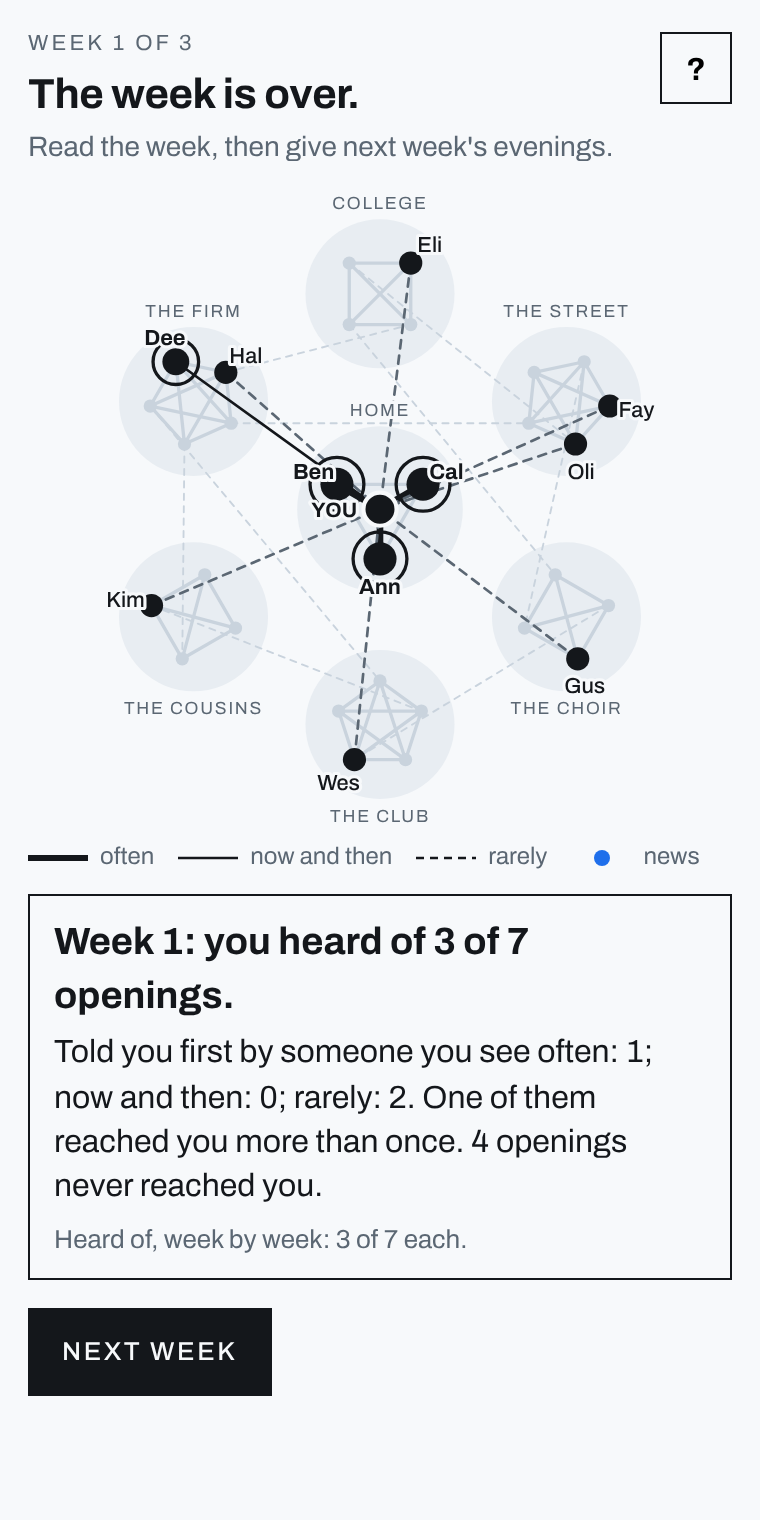 WEEK 1 OF 3
?
The week is over.
Read the week, then give next week's evenings.
COLLEGE
Eli
THE FIRM
THE STREET
Dee
Hal
HOME
Fay
Ben
Cal
Oli
YOU
Ann
Kim
Gus
THE COUSINS
THE CHOIR
Wes
THE CLUB
often
now and then
rarely
news
Week 1: you heard of 3 of 7
openings.
Told you first by someone you see often: 1;
now and then: 0; rarely: 2. One of them
reached you more than once. 4 openings
never reached you.
Heard of, week by week: 3 of 7 each.
NEXT WEEK